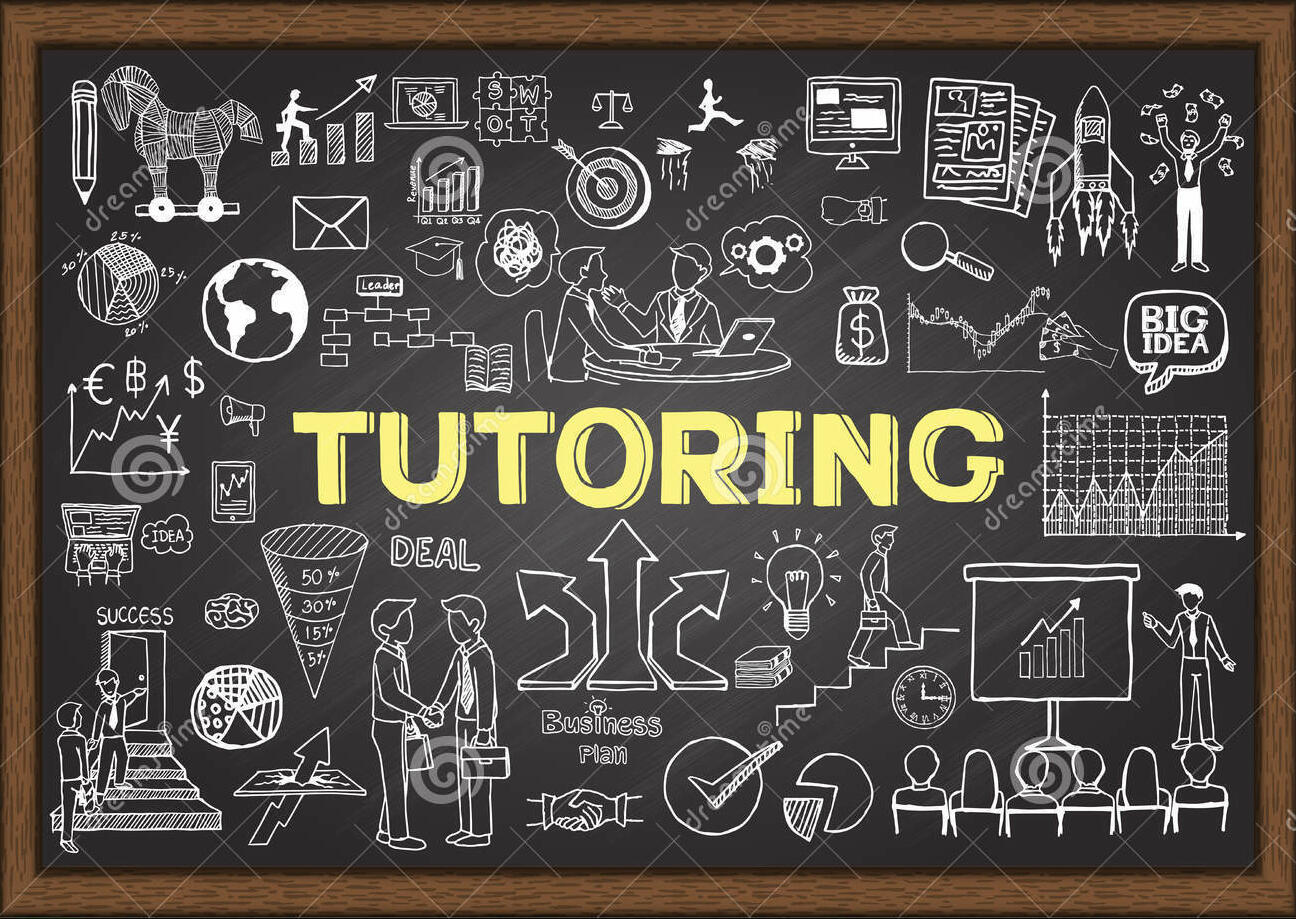 S W
O T
Revenue
Q1 Q2 Q3 Q4
25%
30%
25%
20%
Leader
$
BIG
IDEA
€ B $
¥
TUTORING
IDEA
DEAL
50%
30%
15%
5%
SUCCESS
Business
Plan
dreamstime